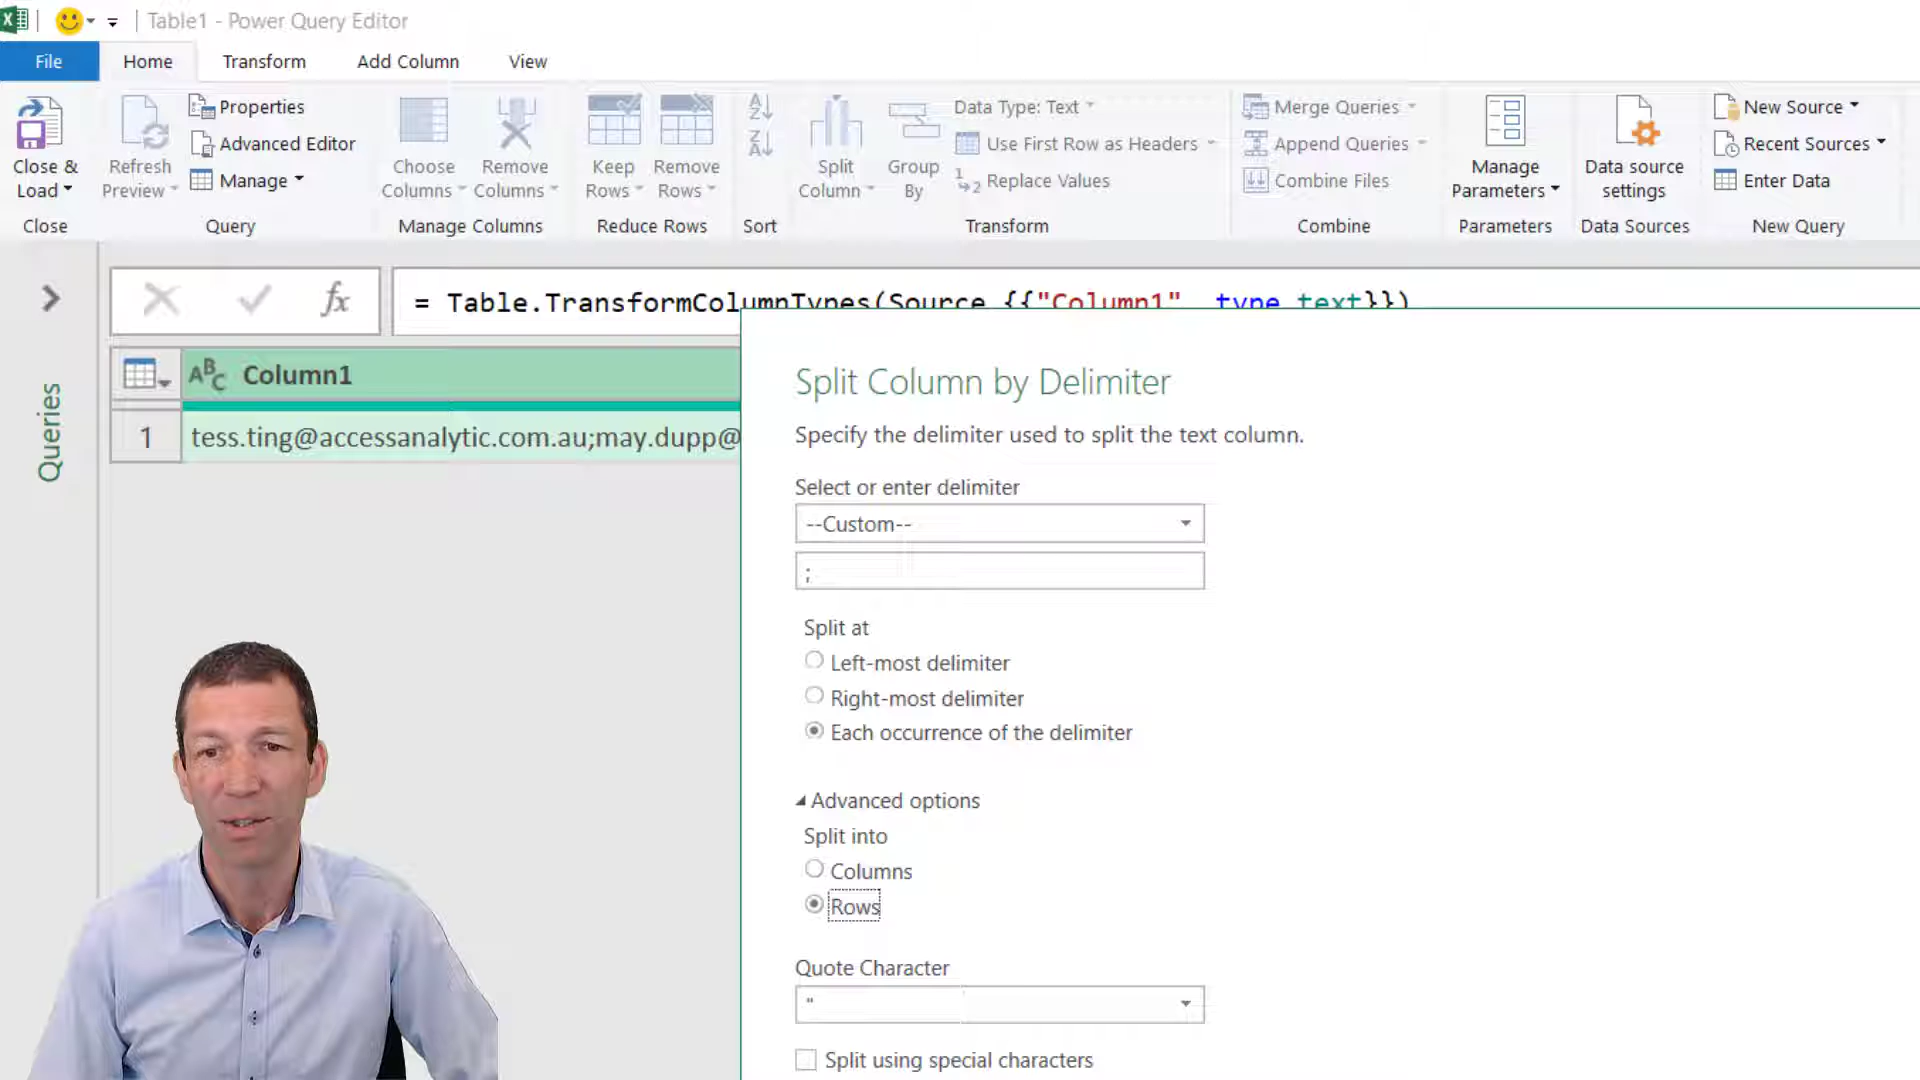 Table1 - Power Query Editor
File Home Transform Add Column View
Close & Load
Close
Refresh Preview
Properties
Advanced Editor
Manage
Query
Choose Columns
Remove Columns
Manage Columns
Keep Rows
Remove Rows
Reduce Rows
A Z
Z A
Sort
Split Column
Group By
Data Type: Text
Use First Row as Headers
1 2 Replace Values
Transform
Merge Queries
Append Queries
Combine Files
Combine
Manage Parameters
Parameters
Data source settings
Data Sources
New Source
Recent Sources
Enter Data
New Query
Queries
fx
= Table.TransformColumnTypes(Source,{{"Column1", type text}})
ABC Column1
1 tess.ting@accessanalytic.com.au;may.dupp@
Split Column by Delimiter
Specify the delimiter used to split the text column.
Select or enter delimiter
--Custom--
;
Split at
Left-most delimiter
Right-most delimiter
Each occurrence of the delimiter
Advanced options
Split into
Columns
Rows
Quote Character
"
Split using special characters